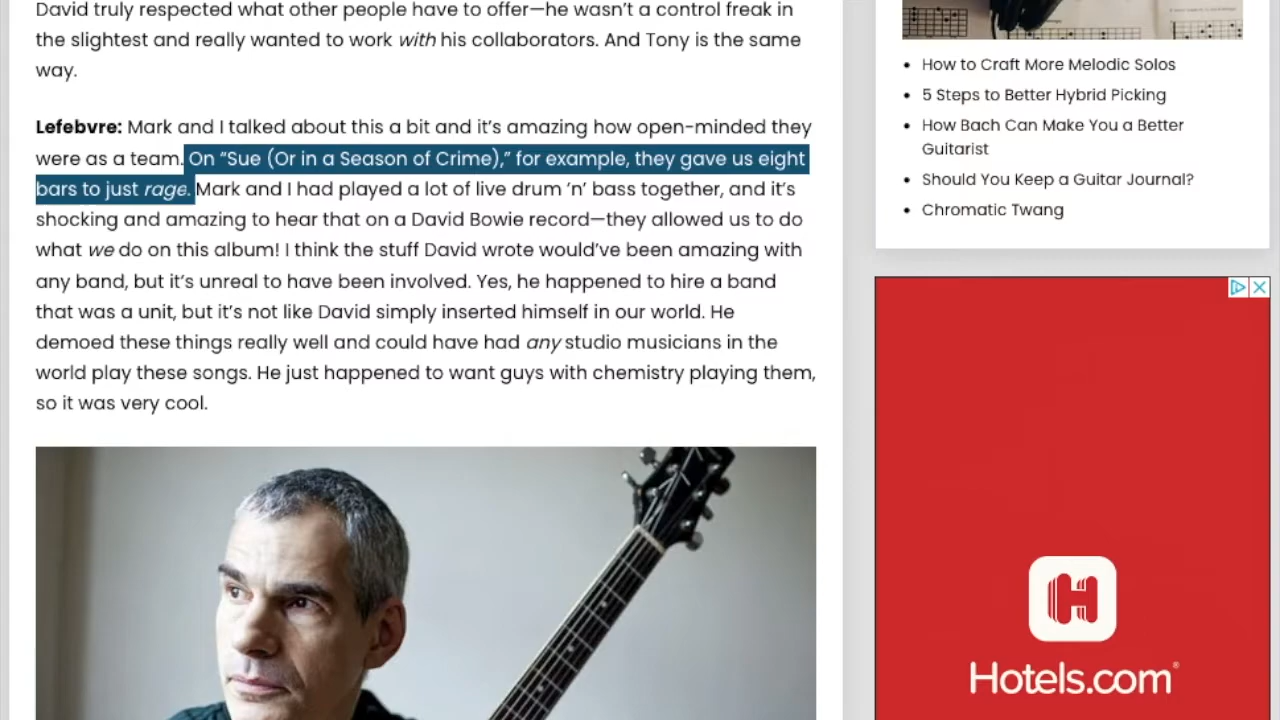 David truly respected what other people have to offer—he wasn’t a control freak in
the slightest and really wanted to work with his collaborators. And Tony is the same
way.
Lefebvre: Mark and I talked about this a bit and it’s amazing how open-minded they
were as a team. On “Sue (Or in a Season of Crime),” for example, they gave us eight
bars to just rage. Mark and I had played a lot of live drum ’n’ bass together, and it’s
shocking and amazing to hear that on a David Bowie record—they allowed us to do
what we do on this album! I think the stuff David wrote would’ve been amazing with
any band, but it’s unreal to have been involved. Yes, he happened to hire a band
that was a unit, but it’s not like David simply inserted himself in our world. He
demoed these things really well and could have had any studio musicians in the
world play these songs. He just happened to want guys with chemistry playing them,
so it was very cool.
How to Craft More Melodic Solos
5 Steps to Better Hybrid Picking
How Bach Can Make You a Better
Guitarist
Should You Keep a Guitar Journal?
Chromatic Twang
H
Hotels.com®